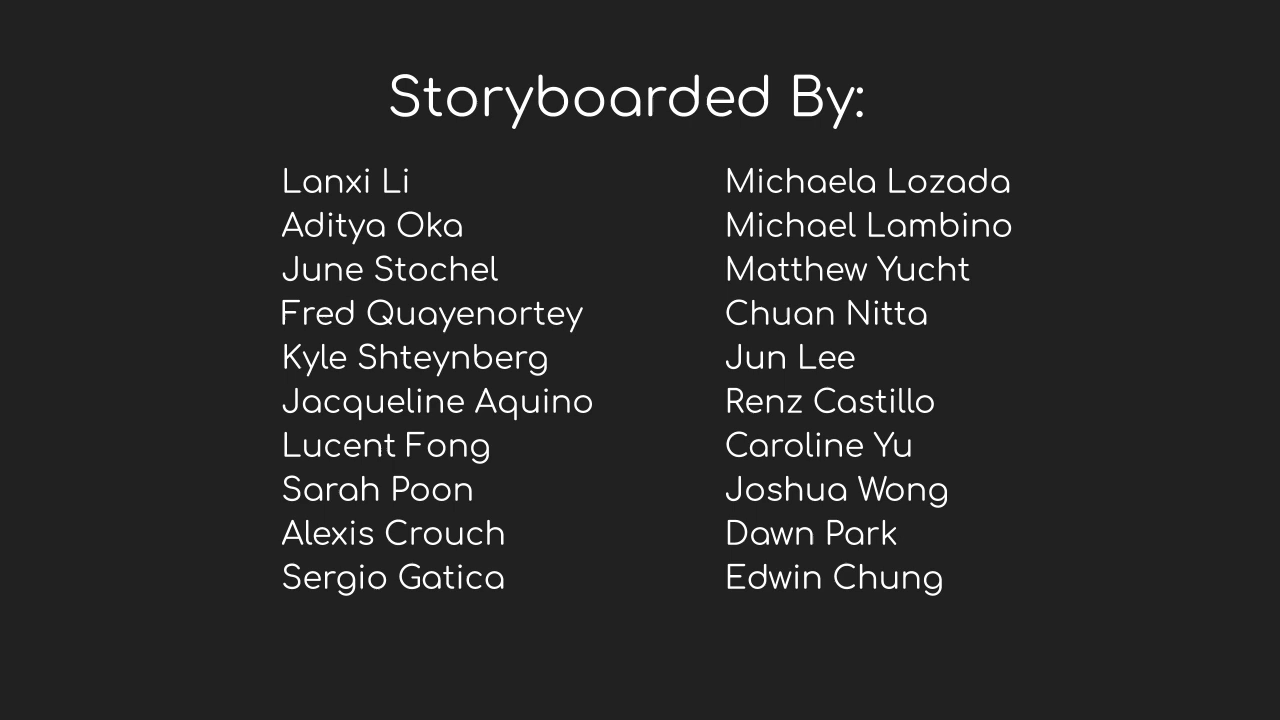 Storyboarded By:
Lanxi Li
Aditya Oka
June Stochel
Fred Quayenortey
Kyle Shteynberg
Jacqueline Aquino
Lucent Fong
Sarah Poon
Alexis Crouch
Sergio Gatica
Michaela Lozada
Michael Lambino
Matthew Yucht
Chuan Nitta
Jun Lee
Renz Castillo
Caroline Yu
Joshua Wong
Dawn Park
Edwin Chung